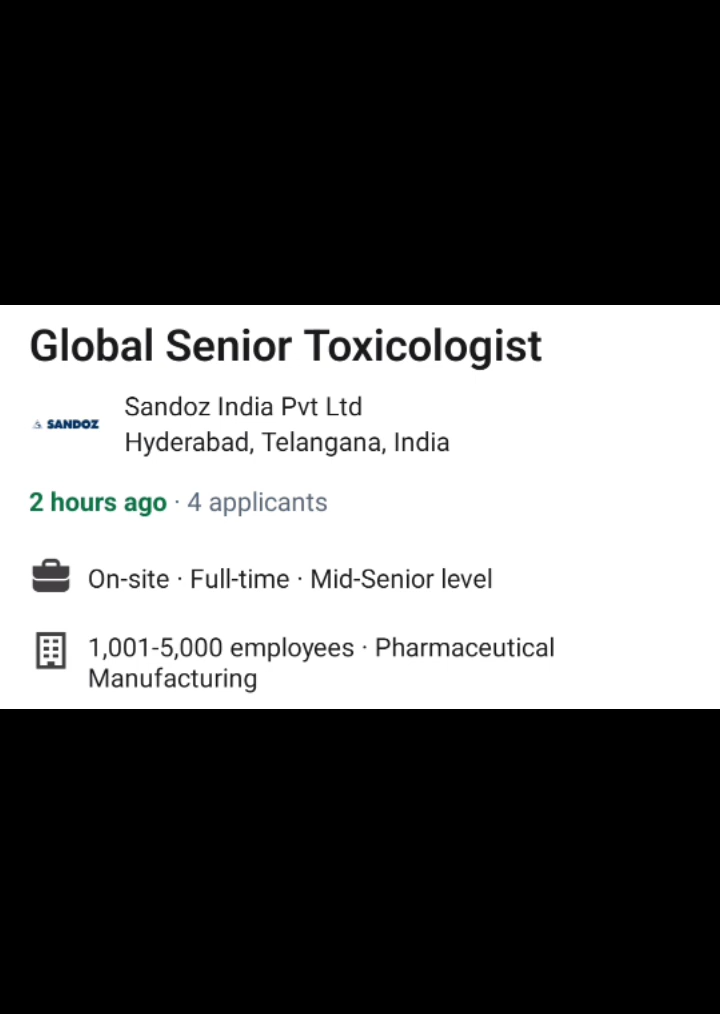 Global Senior Toxicologist
SANDOZ
Sandoz India Pvt Ltd
Hyderabad, Telangana, India
2 hours ago · 4 applicants
On-site · Full-time · Mid-Senior level
1,001-5,000 employees · Pharmaceutical
Manufacturing